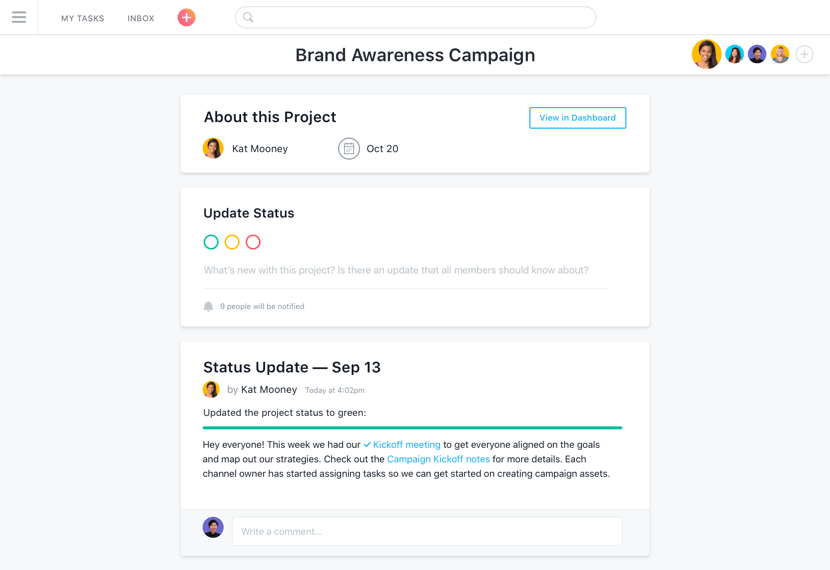 MY TASKS INBOX
Brand Awareness Campaign
About this Project
View in Dashboard
Kat Mooney Oct 20
Update Status
What's new with this project? Is there an update that all members should know about?
9 people will be notified
Status Update — Sep 13
by Kat Mooney Today at 4:02pm
Updated the project status to green:
Hey everyone! This week we had our ✓ Kickoff meeting to get everyone aligned on the goals
and map out our strategies. Check out the Campaign Kickoff notes for more details. Each
channel owner has started assigning tasks so we can get started on creating campaign assets.
Write a comment...